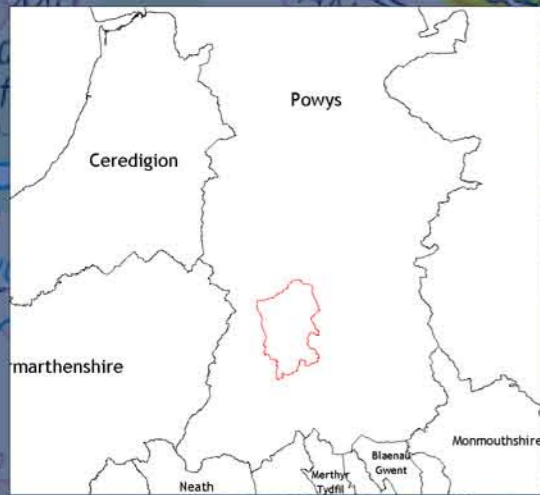 Powys
Ceredigion
rmarthenshire
Monmouthshire
Blaenau
Gwent
Merthyr
Tydfil
Neath